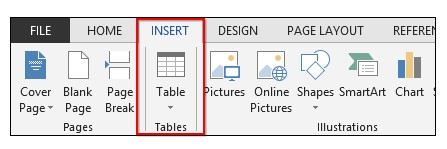 FILE HOME INSERT DESIGN PAGE LAYOUT REFEREN
Cover Page
Blank Page
Page Break
Table
Pictures
Online Pictures
Shapes
SmartArt
Chart
S
Pages Tables Illustrations